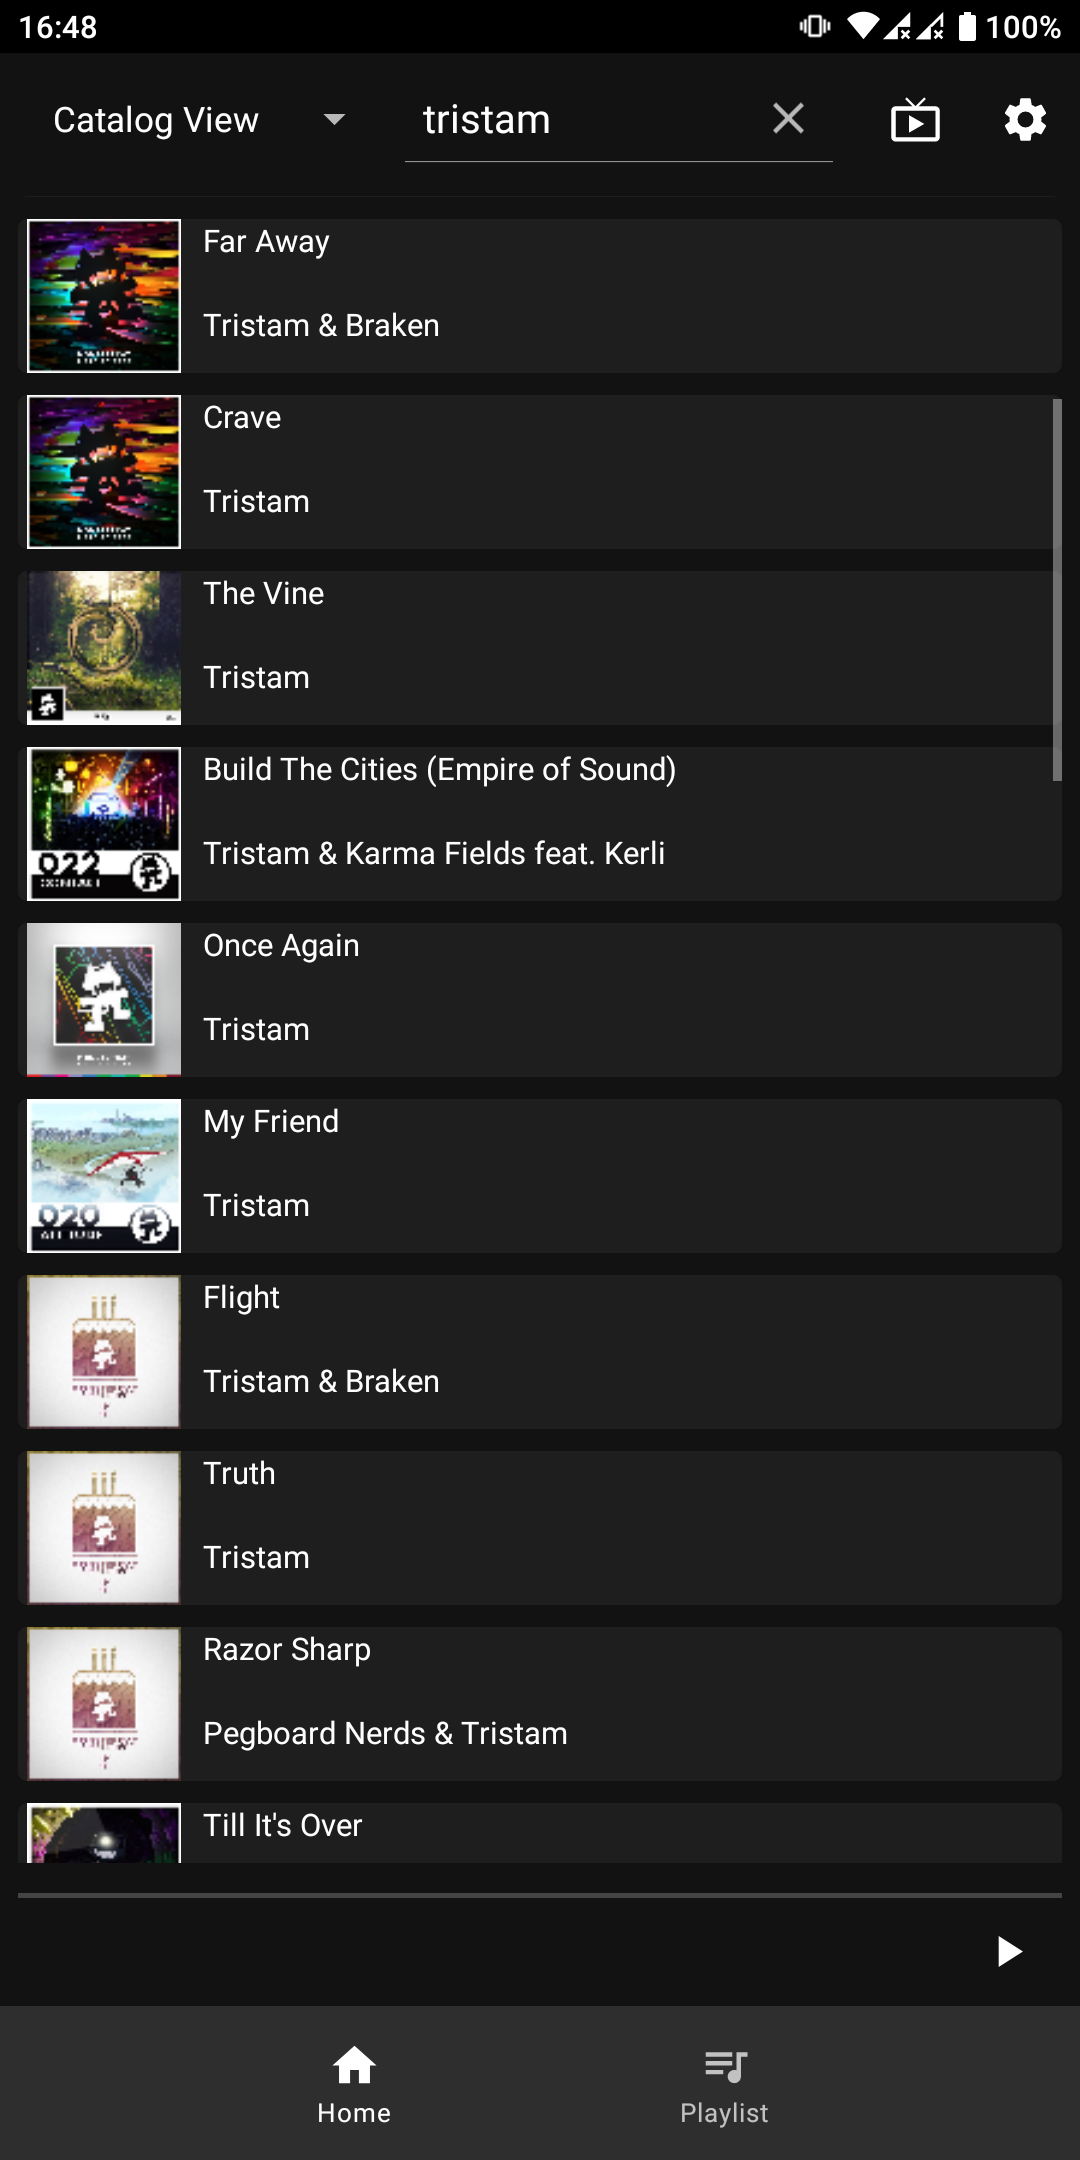 16:48
100%
Catalog View
tristam
Far Away
Tristam & Braken
Crave
Tristam
The Vine
Tristam
022
Build The Cities (Empire of Sound)
Tristam & Karma Fields feat. Kerli
Once Again
Tristam
020
My Friend
Tristam
Flight
Tristam & Braken
Truth
Tristam
Razor Sharp
Pegboard Nerds & Tristam
Till It's Over
Home
Playlist